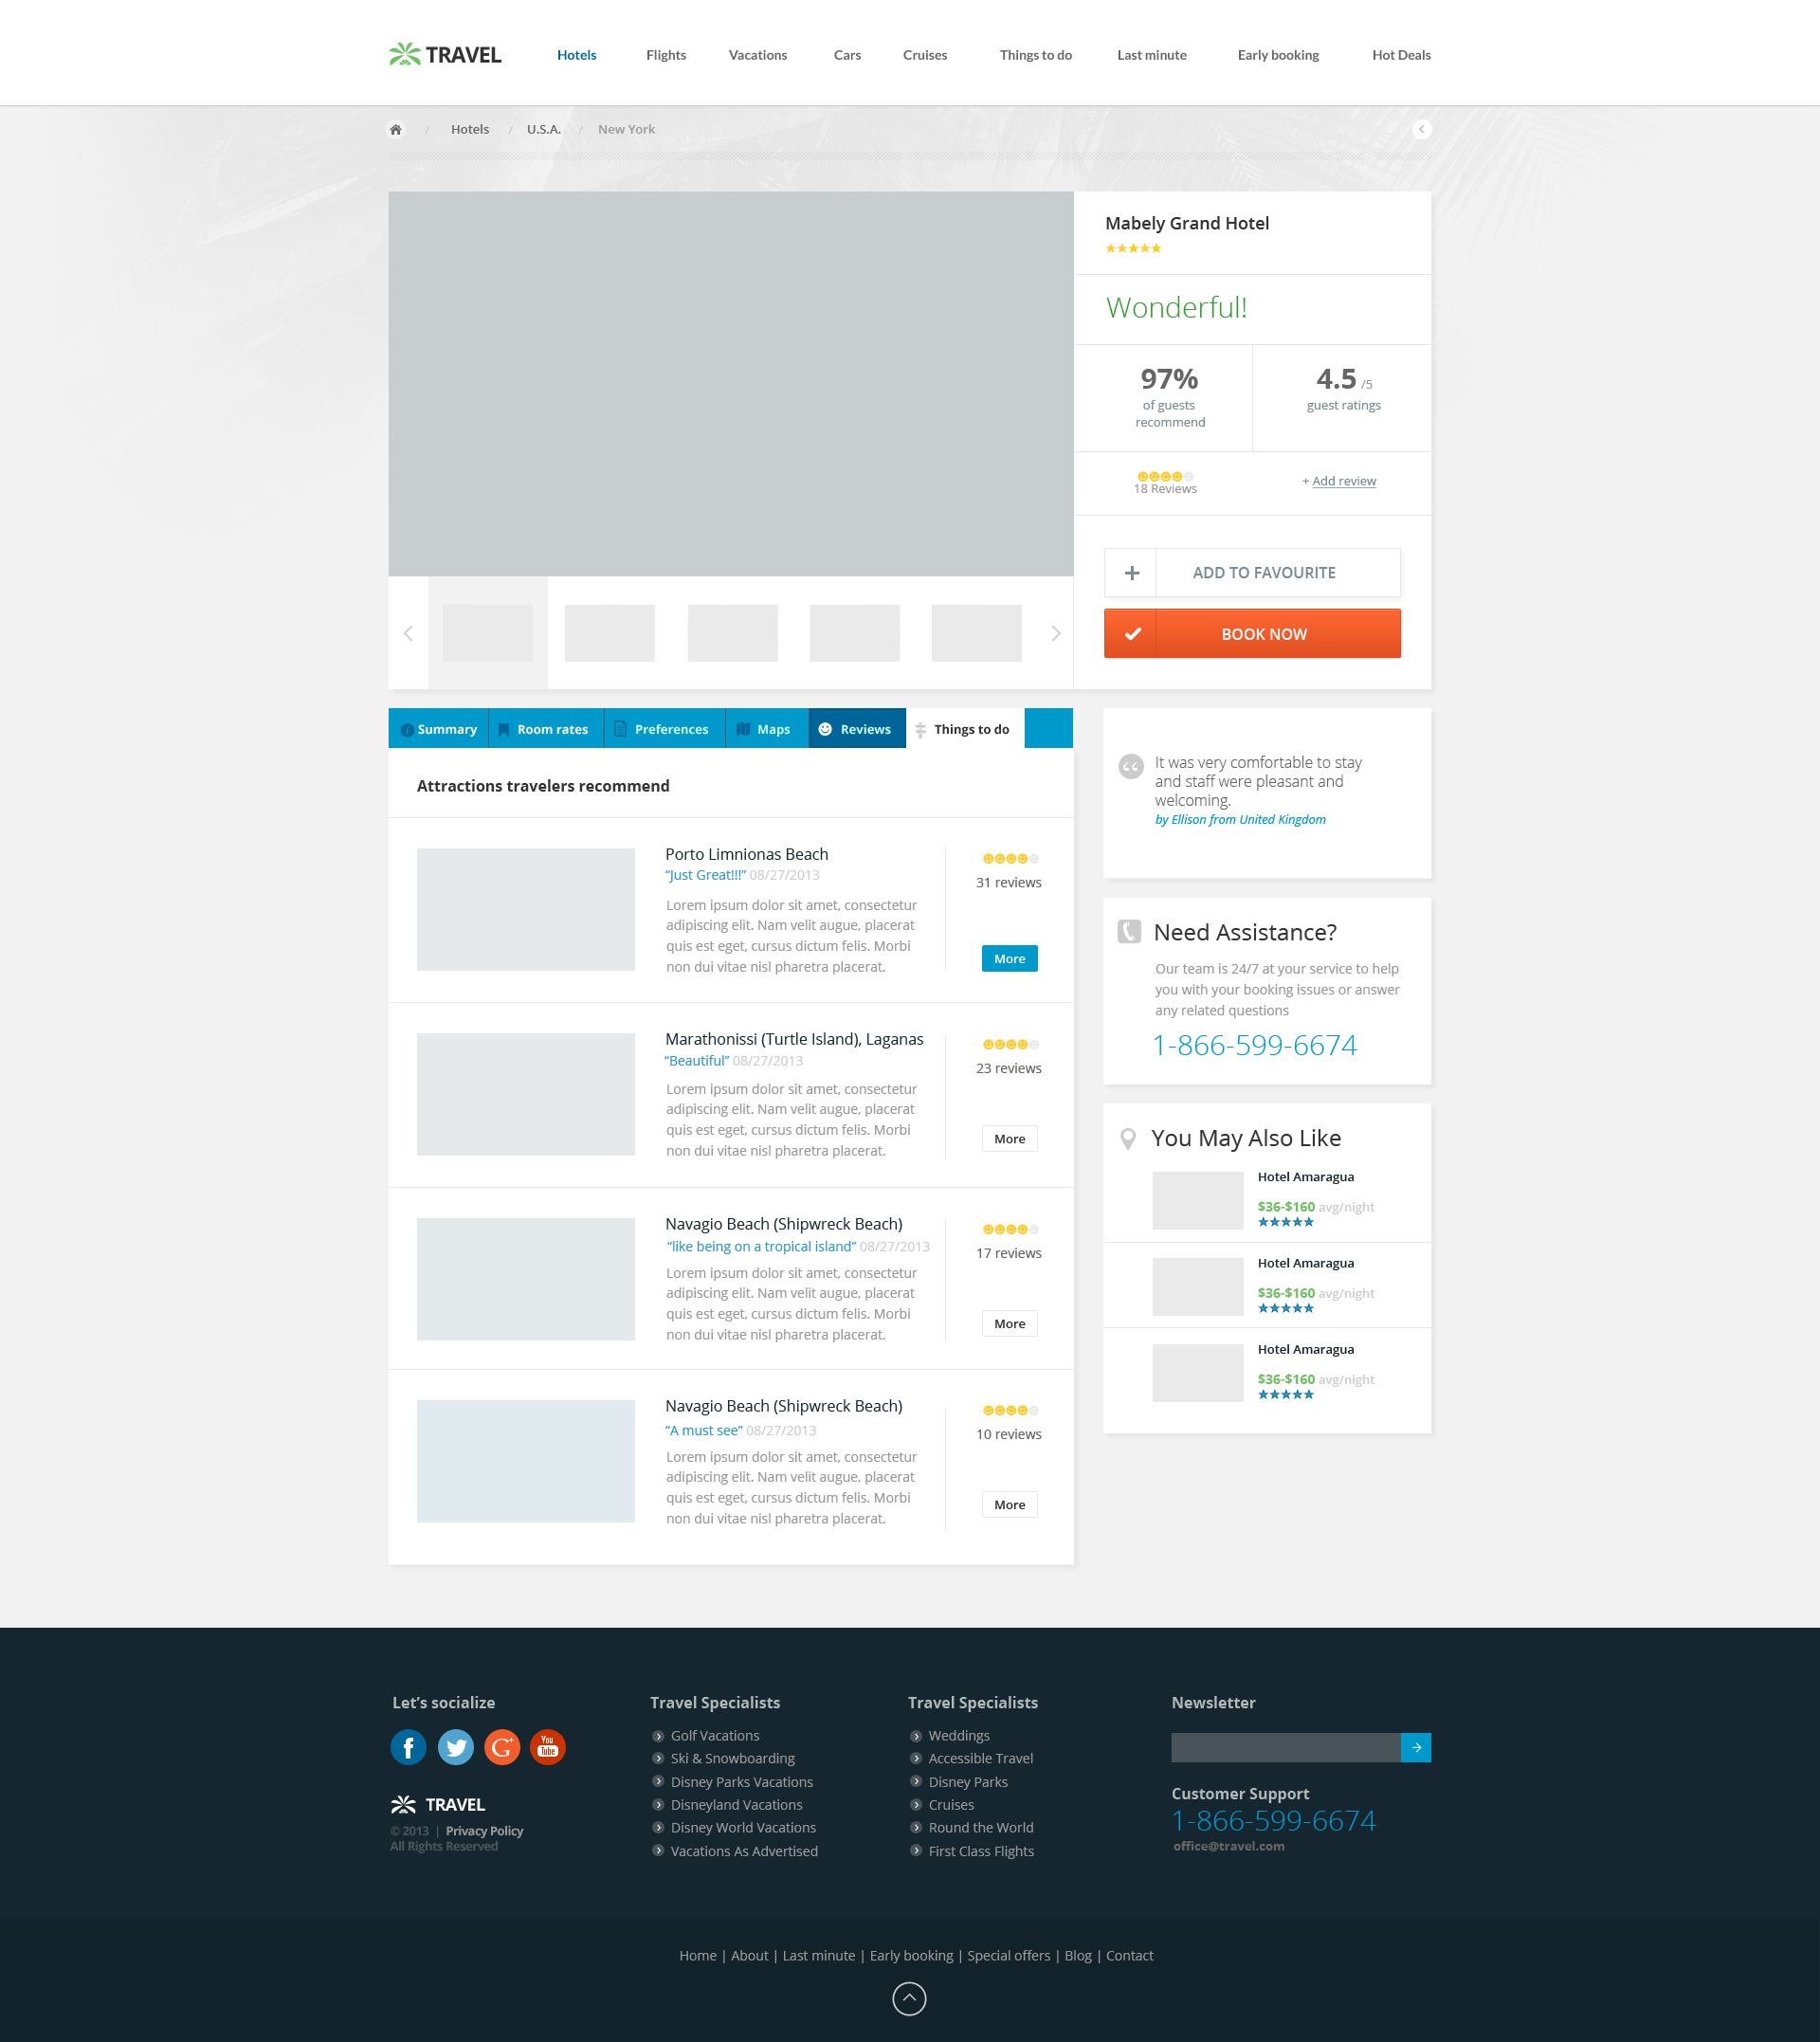 TRAVEL
Hotels Flights Vacations Cars Cruises Things to do Last minute Early booking Hot Deals
/ Hotels / U.S.A. / New York
Mabely Grand Hotel
Wonderful!
97%
of guests
recommend
4.5 /5
guest ratings
18 Reviews
+ Add review
ADD TO FAVOURITE
BOOK NOW
Summary Room rates Preferences Maps Reviews Things to do
Attractions travelers recommend
Porto Limnionas Beach
“Just Great!!!” 08/27/2013
Lorem ipsum dolor sit amet, consectetur
adipiscing elit. Nam velit augue, placerat
quis est eget, cursus dictum felis. Morbi
non dui vitae nisl pharetra placerat.
31 reviews
More
Marathonissi (Turtle Island), Laganas
“Beautiful” 08/27/2013
Lorem ipsum dolor sit amet, consectetur
adipiscing elit. Nam velit augue, placerat
quis est eget, cursus dictum felis. Morbi
non dui vitae nisl pharetra placerat.
23 reviews
More
Navagio Beach (Shipwreck Beach)
“like being on a tropical island” 08/27/2013
Lorem ipsum dolor sit amet, consectetur
adipiscing elit. Nam velit augue, placerat
quis est eget, cursus dictum felis. Morbi
non dui vitae nisl pharetra placerat.
17 reviews
More
Navagio Beach (Shipwreck Beach)
“A must see” 08/27/2013
Lorem ipsum dolor sit amet, consectetur
adipiscing elit. Nam velit augue, placerat
quis est eget, cursus dictum felis. Morbi
non dui vitae nisl pharetra placerat.
10 reviews
More
It was very comfortable to stay
and staff were pleasant and
welcoming.
by Ellison from United Kingdom
Need Assistance?
Our team is 24/7 at your service to help
you with your booking issues or answer
any related questions
1-866-599-6674
You May Also Like
Hotel Amaragua
$36-$160 avg/night
Hotel Amaragua
$36-$160 avg/night
Hotel Amaragua
$36-$160 avg/night
Let’s socialize
You
Tube
TRAVEL
© 2013 | Privacy Policy
All Rights Reserved
Travel Specialists
Golf Vacations
Ski & Snowboarding
Disney Parks Vacations
Disneyland Vacations
Disney World Vacations
Vacations As Advertised
Travel Specialists
Weddings
Accessible Travel
Disney Parks
Cruises
Round the World
First Class Flights
Newsletter
Customer Support
1-866-599-6674
office@travel.com
Home | About | Last minute | Early booking | Special offers | Blog | Contact